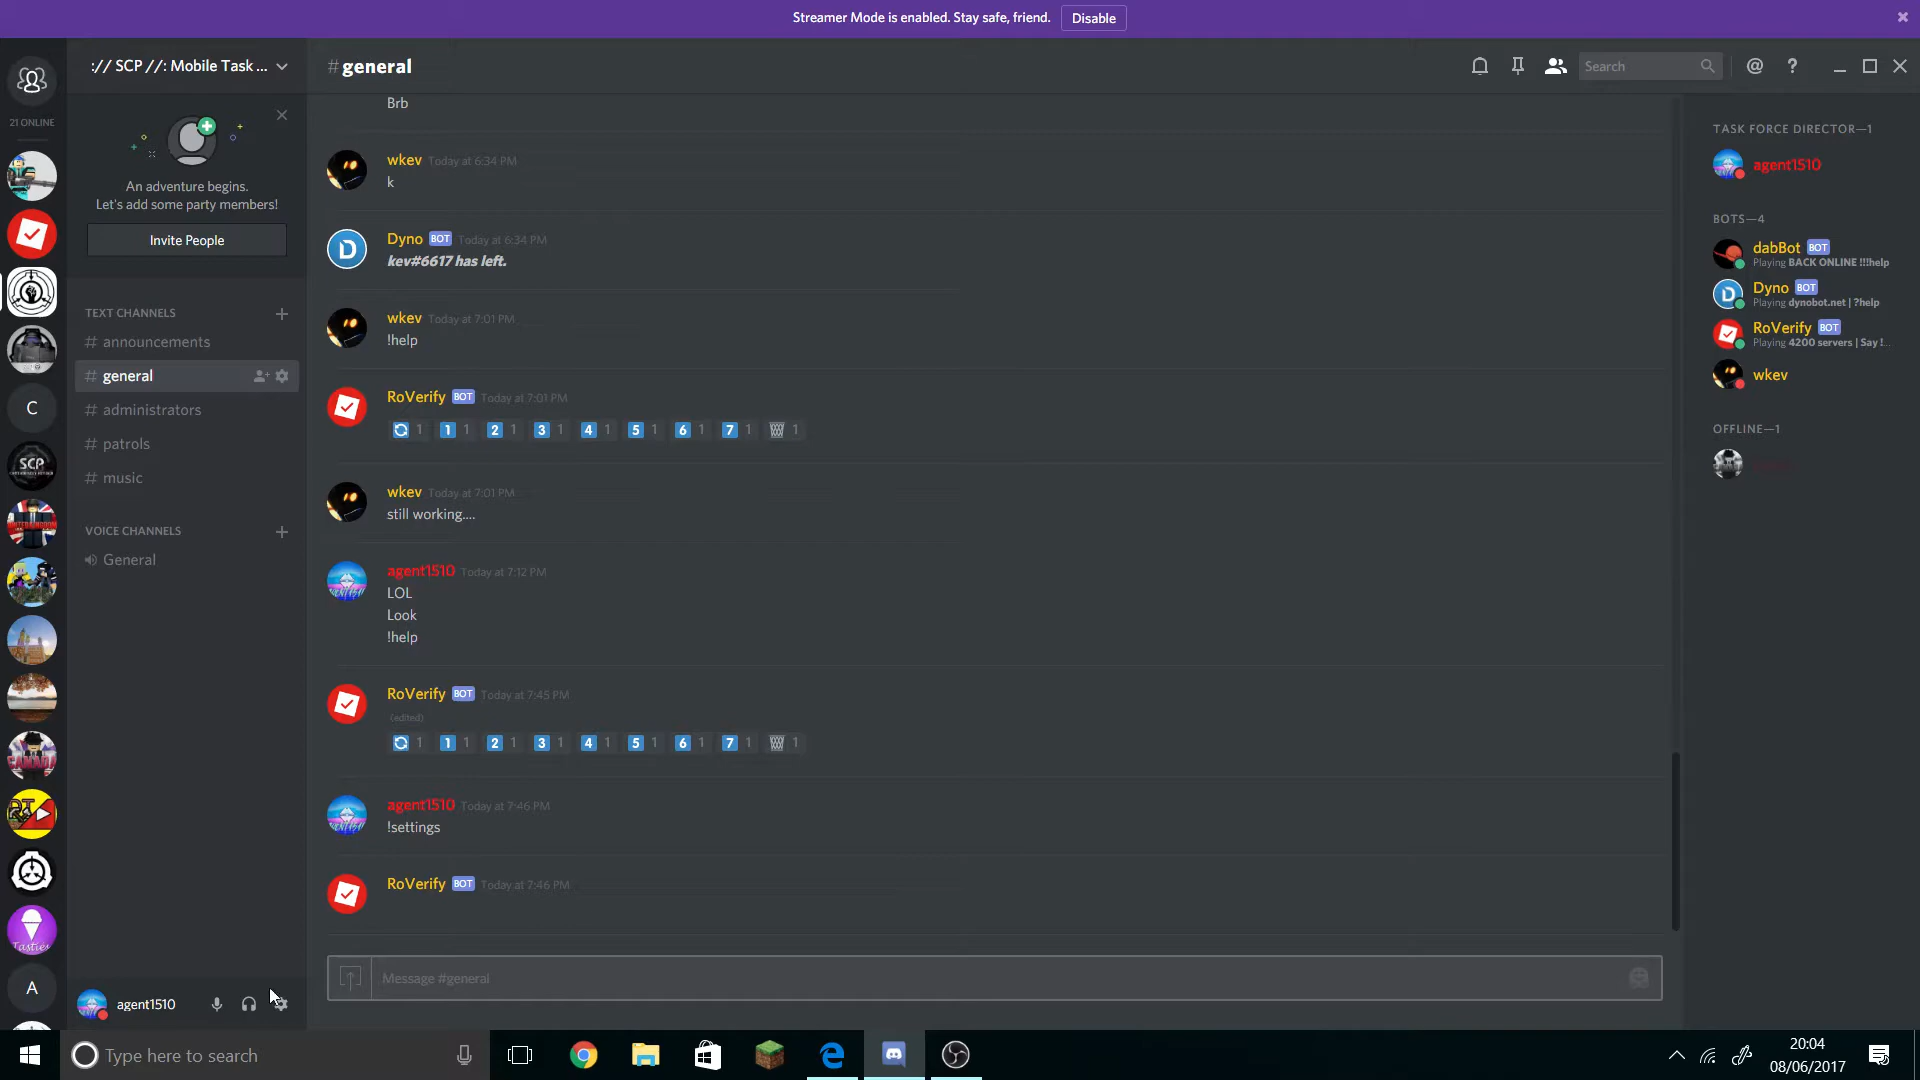 Streamer Mode is enabled. Stay safe, friend. Disable
:// SCP //: Mobile Task ...
#general
Search
21 ONLINE
An adventure begins.
Let's add some party members!
Invite People
TEXT CHANNELS
# announcements
# general
# administrators
# patrols
# music
VOICE CHANNELS
General
C
SCP
CANADA
Tasties
A
agent1510
Brb
wkev Today at 6:34 PM
k
Dyno BOT Today at 6:34 PM
kev#6617 has left.
wkev Today at 7:01 PM
!help
RoVerify BOT Today at 7:01 PM
1 1 1 2 1 3 1 4 1 5 1 6 1 7 1 1
wkev Today at 7:01 PM
still working....
agent1510 Today at 7:12 PM
LOL
Look
!help
RoVerify BOT Today at 7:45 PM
(edited)
1 1 1 2 1 3 1 4 1 5 1 6 1 7 1 1
agent1510 Today at 7:46 PM
!settings
RoVerify BOT Today at 7:46 PM
Message #general
TASK FORCE DIRECTOR—1
agent1510
BOTS—4
dabBot BOT
Playing BACK ONLINE !!!help
Dyno BOT
Playing dynobot.net | ?help
RoVerify BOT
Playing 4200 servers | Say !...
wkev
OFFLINE—1
Type here to search
20:04
08/06/2017